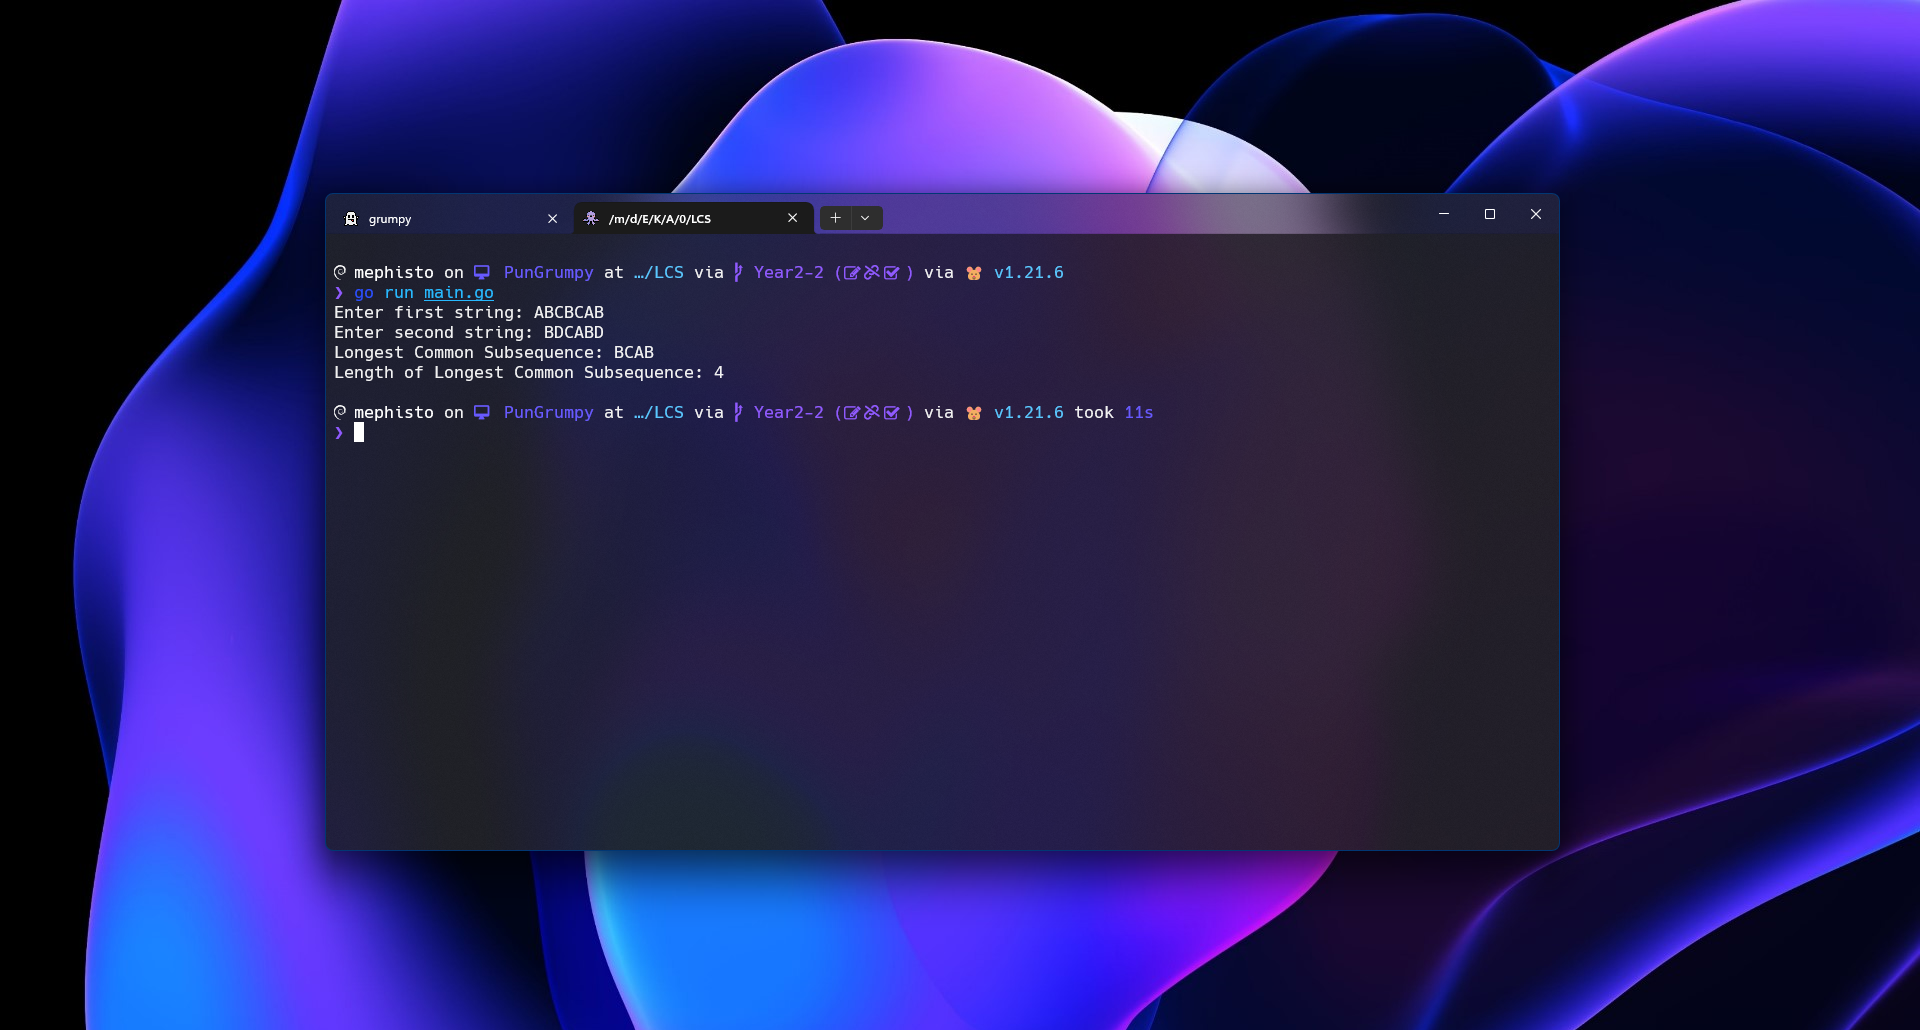 grumpy
/m/d/E/K/A/0/LCS
mephisto on PunGrumpy at …/LCS via Year2-2 ( ) via v1.21.6
❯ go run main.go
Enter first string: ABCBCAB
Enter second string: BDCABD
Longest Common Subsequence: BCAB
Length of Longest Common Subsequence: 4
mephisto on PunGrumpy at …/LCS via Year2-2 ( ) via v1.21.6 took 11s
❯